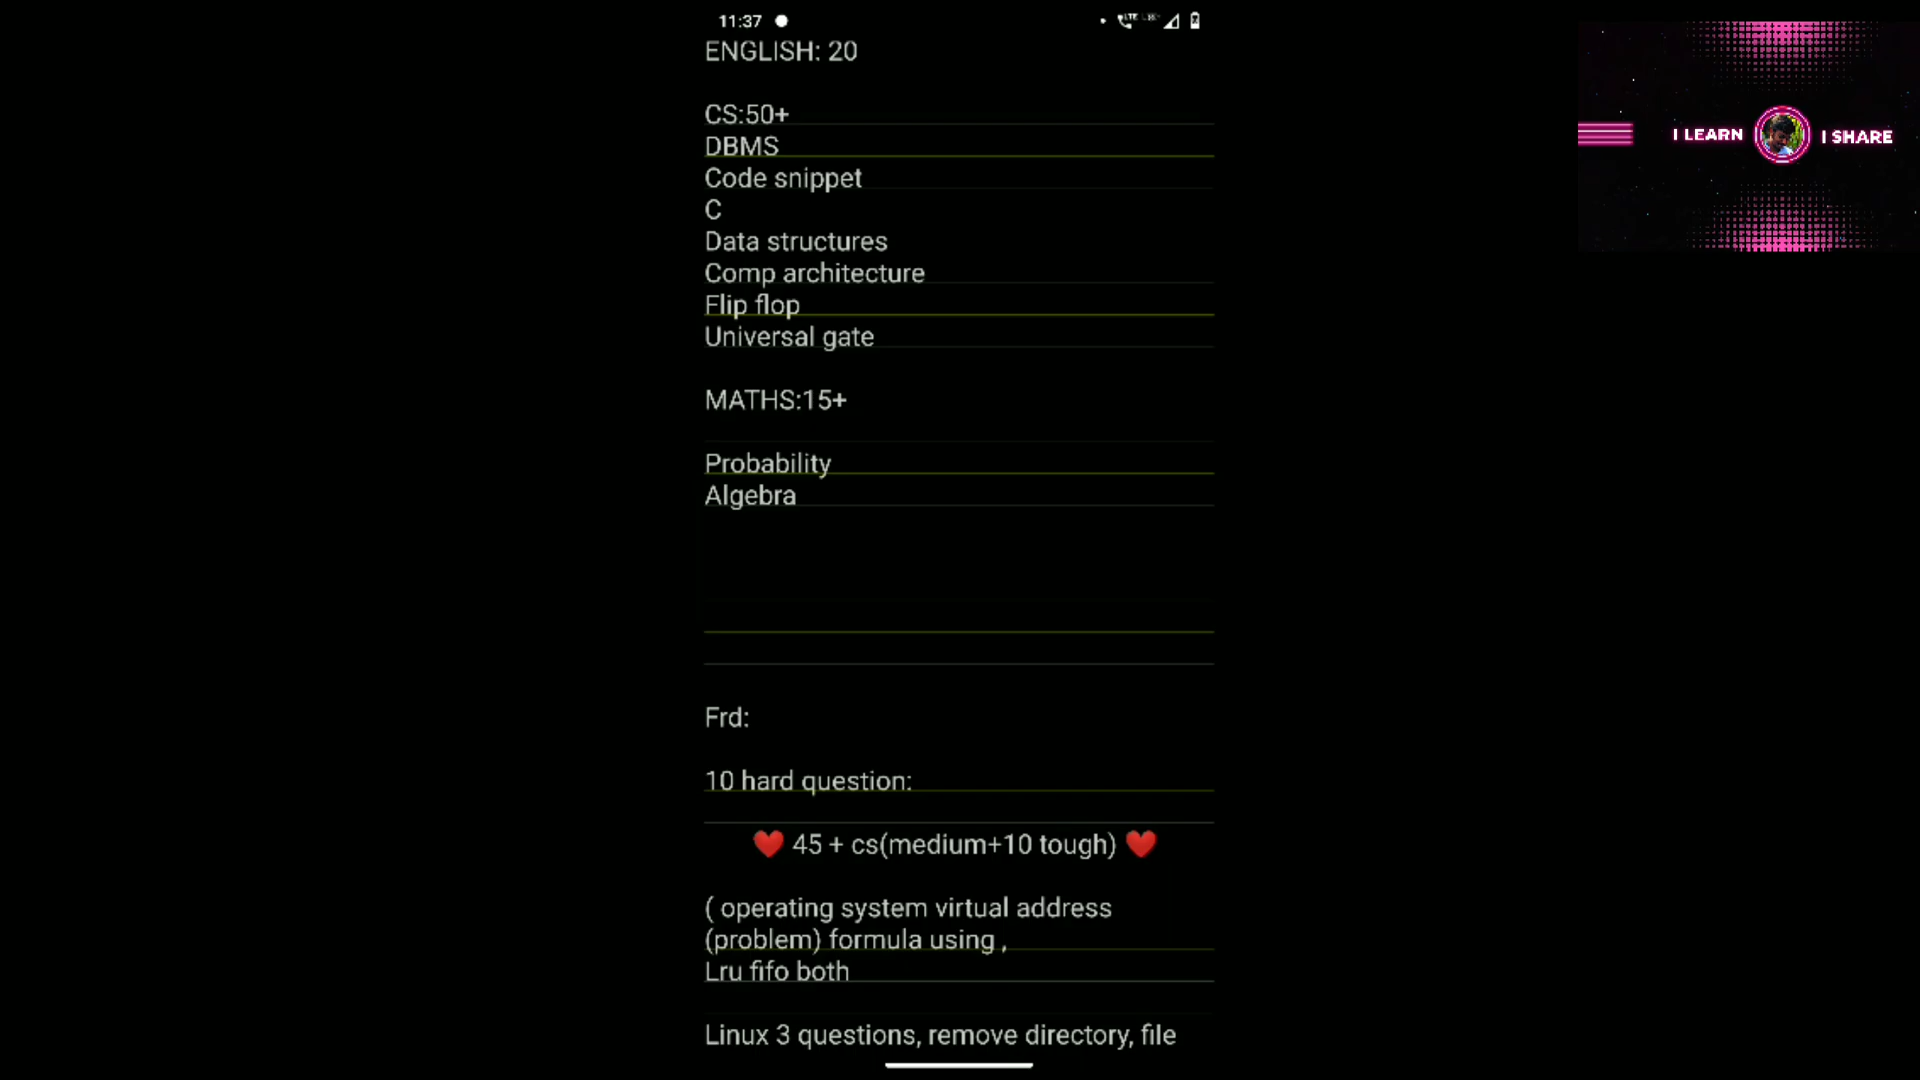 11:37
ENGLISH: 20
CS:50+
DBMS
Code snippet
C
Data structures
Comp architecture
Flip flop
Universal gate
MATHS:15+
Probability
Algebra
Frd:
10 hard question:
❤️ 45 + cs(medium+10 tough) ❤️
( operating system virtual address
(problem) formula using ,
Lru fifo both
Linux 3 questions, remove directory, file
I LEARN I SHARE